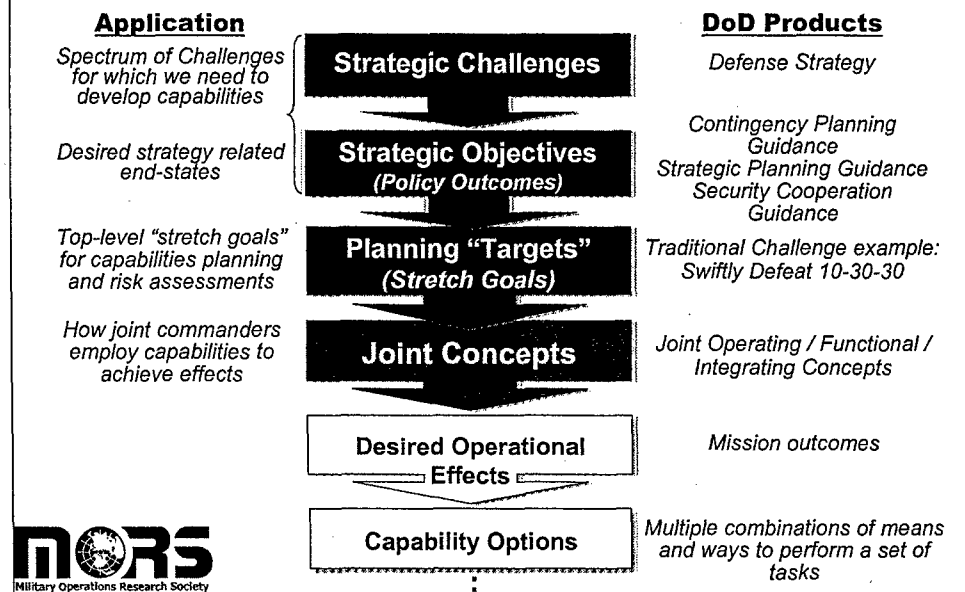 Application
DoD Products
Spectrum of Challenges
for which we need to
develop capabilities
Strategic Challenges
Defense Strategy
Desired strategy related
end-states
Strategic Objectives
(Policy Outcomes)
Contingency Planning
Guidance
Strategic Planning Guidance
Security Cooperation
Guidance
Top-level “stretch goals”
for capabilities planning
and risk assessments
Planning “Targets”
(Stretch Goals)
Traditional Challenge example:
Swiftly Defeat 10-30-30
How joint commanders
employ capabilities to
achieve effects
Joint Concepts
Joint Operating / Functional /
Integrating Concepts
Desired Operational
Effects
Mission outcomes
Capability Options
Multiple combinations of means
and ways to perform a set of
tasks
MORS
Military Operations Research Society